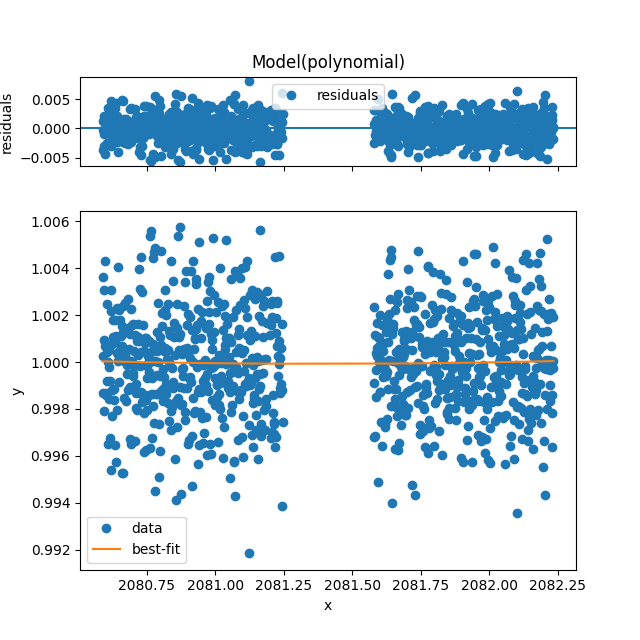 Model(polynomial)
residuals
0.005
0.000
−0.005
residuals
1.006
1.004
1.002
1.000
0.998
0.996
0.994
0.992
y
data
best-fit
2080.75 2081.00 2081.25 2081.50 2081.75 2082.00 2082.25
x